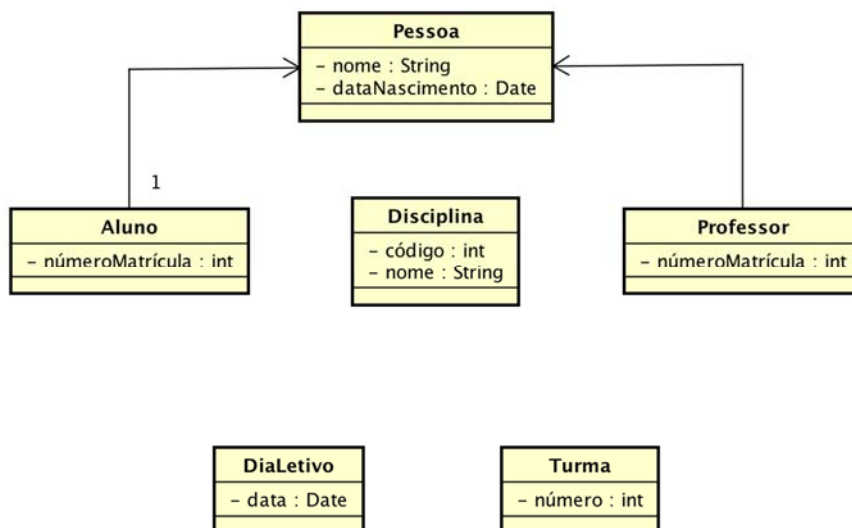 Pessoa
- nome : String
- dataNascimento : Date
1
Aluno
- númeroMatrícula : int
Disciplina
- código : int
- nome : String
Professor
- númeroMatrícula : int
DiaLetivo
- data : Date
Turma
- número : int